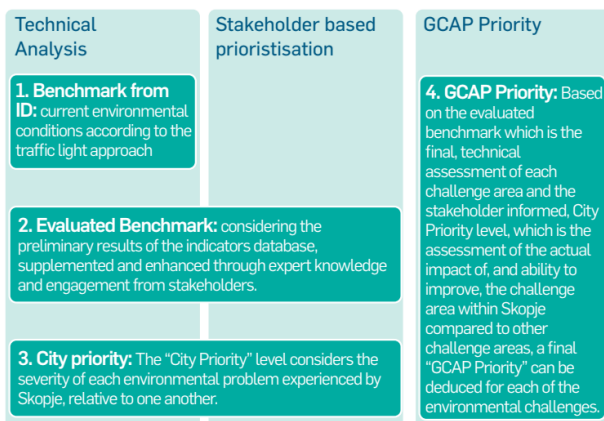 Technical
Analysis
Stakeholder based
prioristisation
GCAP Priority
1. Benchmark from
ID: current environmental
conditions according to the
traffic light approach
2. Evaluated Benchmark: considering the
preliminary results of the indicators database,
supplemented and enhanced through expert knowledge
and engagement from stakeholders.
3. City priority: The “City Priority” level considers the
severity of each environmental problem experienced by
Skopje, relative to one another.
4. GCAP Priority: Based
on the evaluated
benchmark which is the
final, technical
assessment of each
challenge area and the
stakeholder informed, City
Priority level, which is the
assessment of the actual
impact of, and ability to
improve, the challenge
area within Skopje
compared to other
challenge areas, a final
“GCAP Priority” can be
deduced for each of the
environmental challenges.